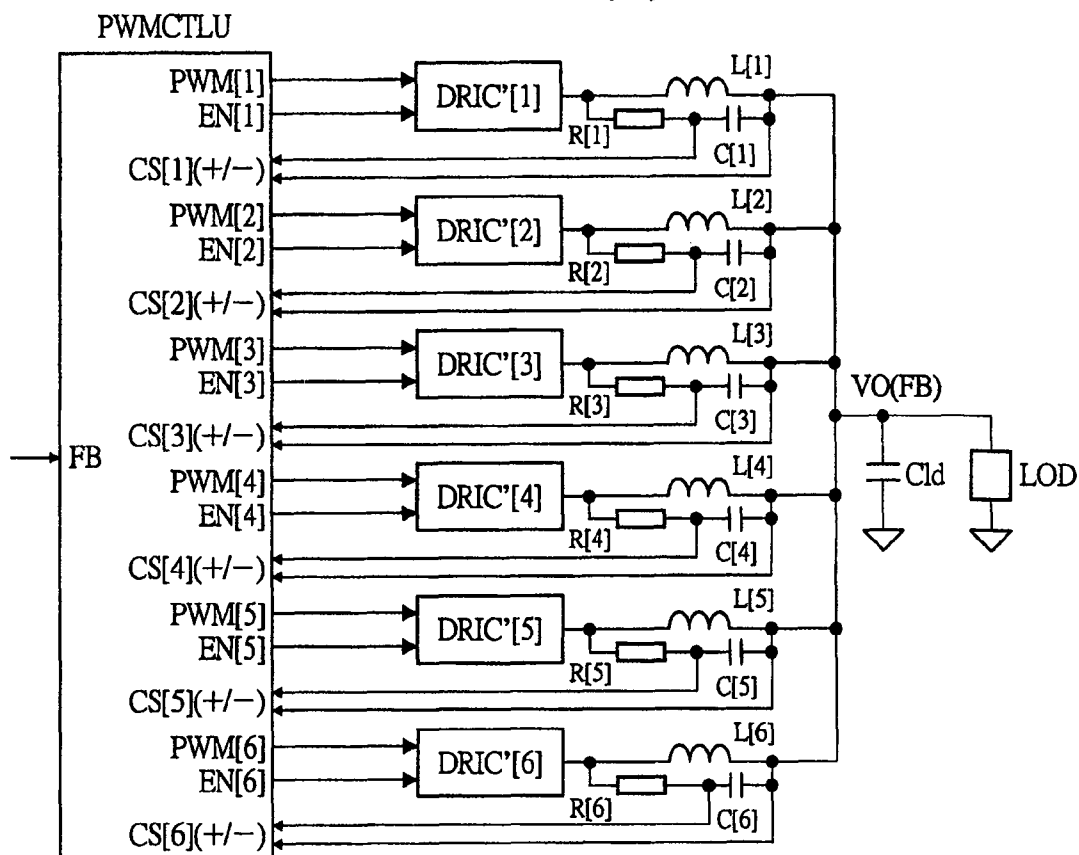 PWMCTLU
PWM[1]
EN[1]
CS[1](+/−)
DRIC'[1]
L[1]
R[1]
C[1]
PWM[2]
EN[2]
CS[2](+/−)
DRIC'[2]
L[2]
R[2]
C[2]
PWM[3]
EN[3]
CS[3](+/−)
DRIC'[3]
L[3]
R[3]
C[3]
VO(FB)
Cld
LOD
FB
PWM[4]
EN[4]
CS[4](+/−)
DRIC'[4]
L[4]
R[4]
C[4]
PWM[5]
EN[5]
CS[5](+/−)
DRIC'[5]
L[5]
R[5]
C[5]
PWM[6]
EN[6]
CS[6](+/−)
DRIC'[6]
L[6]
R[6]
C[6]